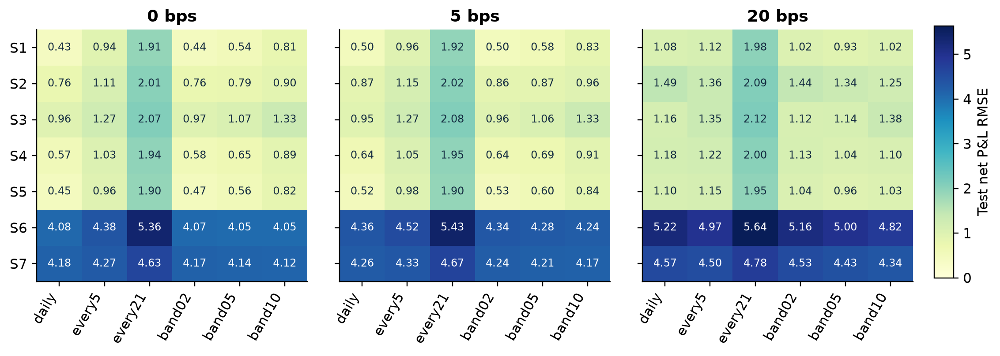 0 bps 5 bps 20 bps
S1 0.43 0.94 1.91 0.44 0.54 0.81 0.50 0.96 1.92 0.50 0.58 0.83 1.08 1.12 1.98 1.02 0.93 1.02
S2 0.76 1.11 2.01 0.76 0.79 0.90 0.87 1.15 2.02 0.86 0.87 0.96 1.49 1.36 2.09 1.44 1.34 1.25
S3 0.96 1.27 2.07 0.97 1.07 1.33 0.95 1.27 2.08 0.96 1.06 1.33 1.16 1.35 2.12 1.12 1.14 1.38
S4 0.57 1.03 1.94 0.58 0.65 0.89 0.64 1.05 1.95 0.64 0.69 0.91 1.18 1.22 2.00 1.13 1.04 1.10
S5 0.45 0.96 1.90 0.47 0.56 0.82 0.52 0.98 1.90 0.53 0.60 0.84 1.10 1.15 1.95 1.04 0.96 1.03
S6 4.08 4.38 5.36 4.07 4.05 4.05 4.36 4.52 5.43 4.34 4.28 4.24 5.22 4.97 5.64 5.16 5.00 4.82
S7 4.18 4.27 4.63 4.17 4.14 4.12 4.26 4.33 4.67 4.24 4.21 4.17 4.57 4.50 4.78 4.53 4.43 4.34
daily every5 every21 band02 band05 band10 daily every5 every21 band02 band05 band10 daily every5 every21 band02 band05 band10
5
4
3
2
1
0
Test net P&L RMSE